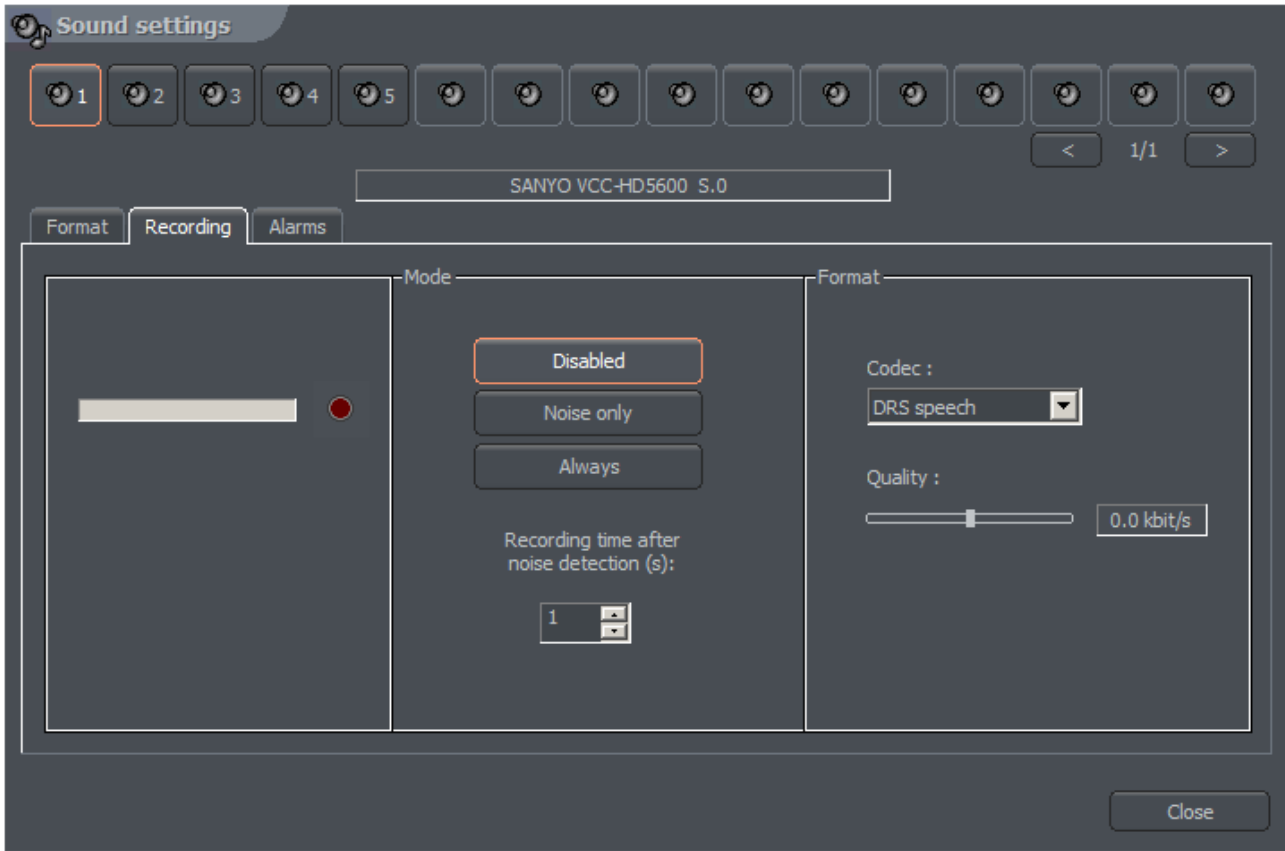 Sound settings
1 2 3 4 5
< 1/1 >
SANYO VCC-HD5600 S.0
Format Recording Alarms
Mode
Disabled
Noise only
Always
Recording time after
noise detection (s):
1
Format
Codec :
DRS speech
Quality :
0.0 kbit/s
Close